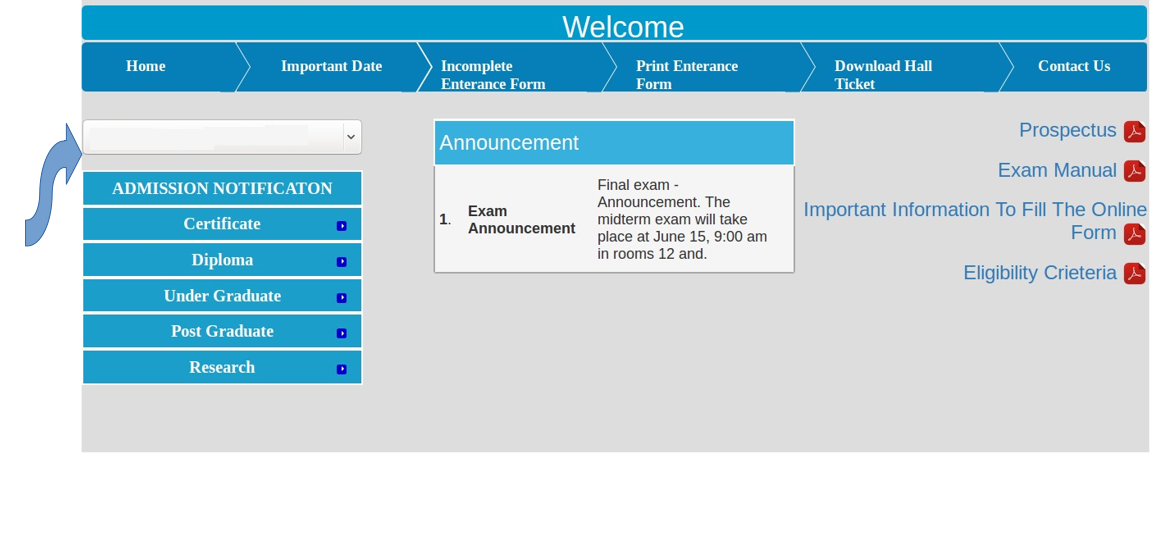 Welcome
Home
Important Date
Incomplete
Enterance Form
Print Enterance
Form
Download Hall
Ticket
Contact Us
ADMISSION NOTIFICATON
Certificate
Diploma
Under Graduate
Post Graduate
Research
Announcement
1. Exam
Announcement
Final exam -
Announcement. The
midterm exam will take
place at June 15, 9:00 am
in rooms 12 and.
Prospectus
Exam Manual
Important Information To Fill The Online
Form
Eligibility Crieteria